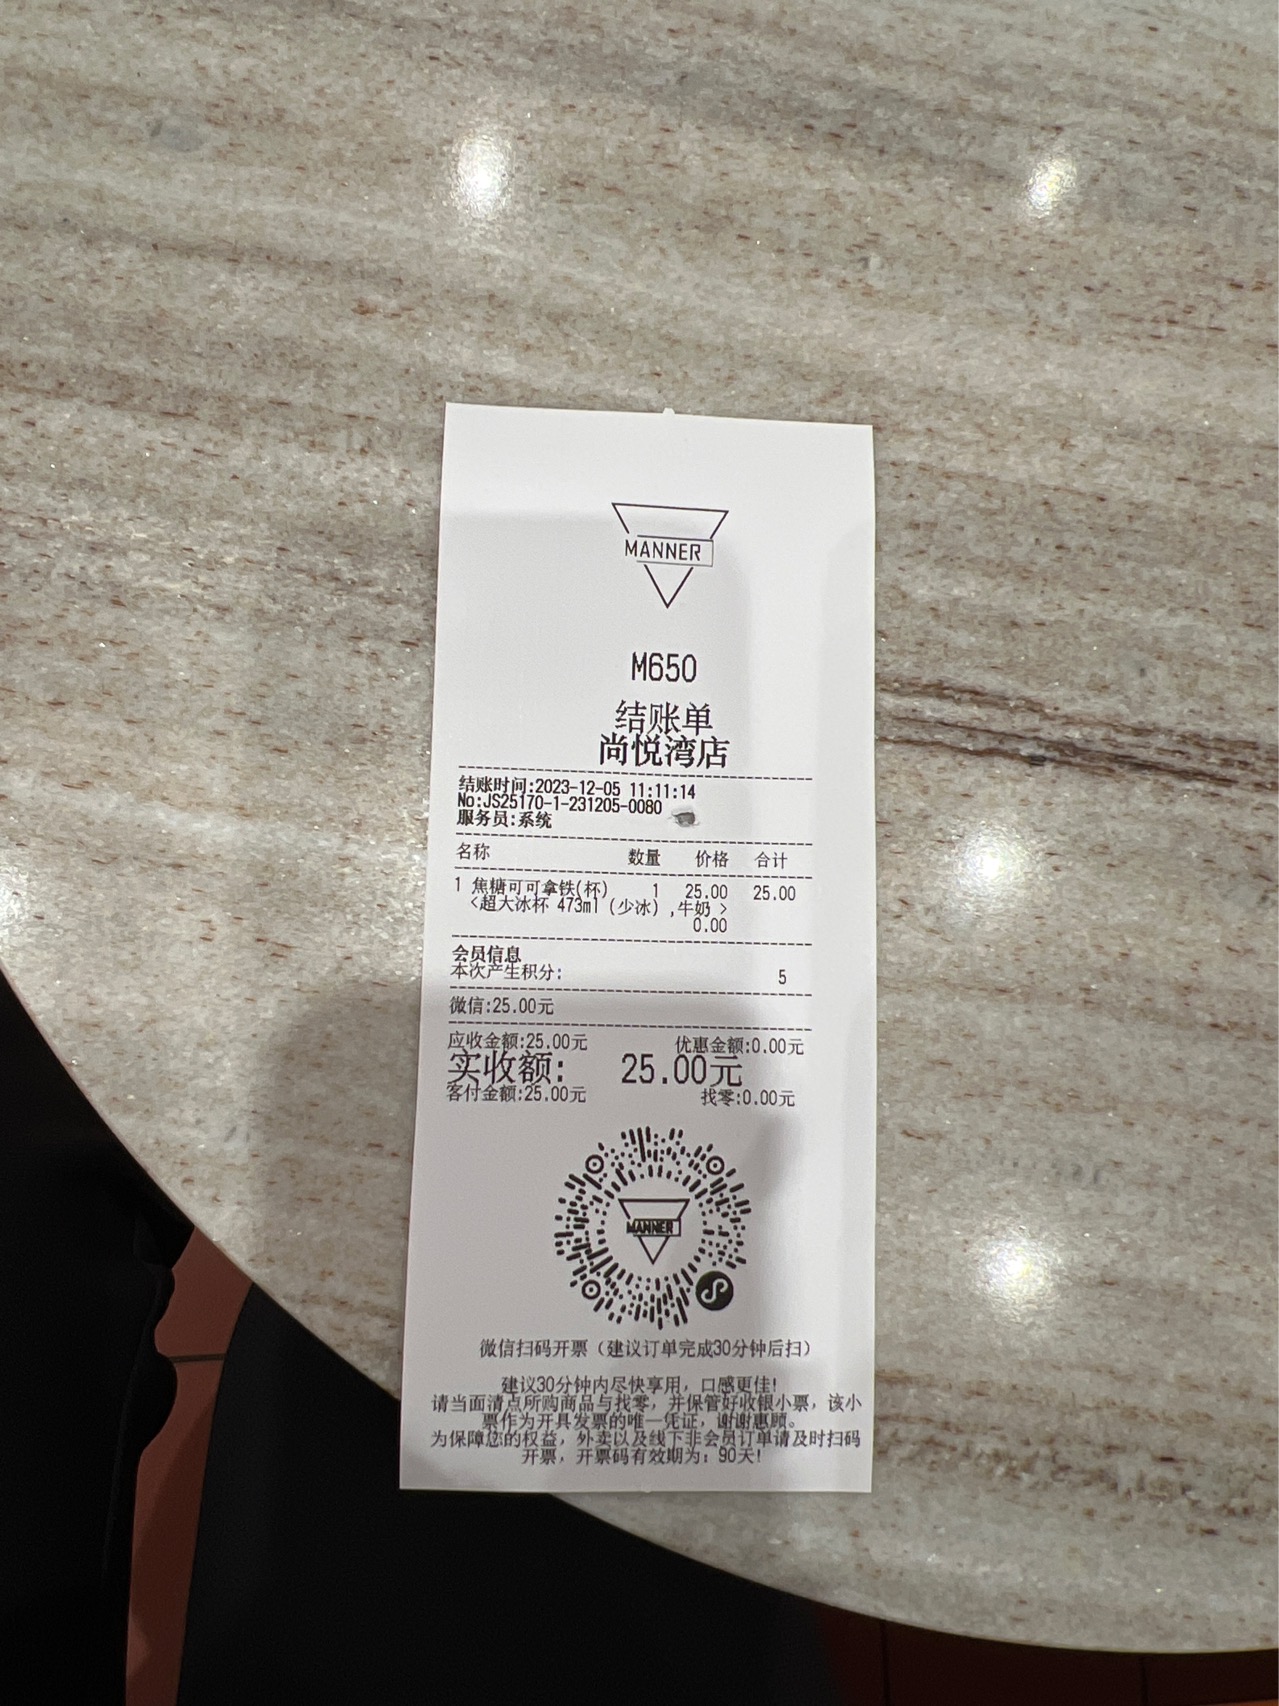 MANNER
M650
结账单
尚悦湾店
结账时间:2023-12-05 11:11:14
No:JS25170-1-231205-0080
服务员:系统
名称 数量 价格 合计
1 焦糖可可拿铁(杯) 1 25.00 25.00
<超大冰杯 473ml (少冰) ,牛奶 >
0.00
会员信息
本次产生积分: 5
微信:25.00元
应收金额:25.00元 优惠金额:0.00元
实收额: 25.00元
客付金额:25.00元 找零:0.00元
MANNER
微信扫码开票（建议订单完成30分钟后扫）
建议30分钟内尽快享用，口感更佳!
请当面清点所购商品与找零，并保管好收银小票，该小
票作为开具发票的唯一凭证，谢谢惠顾。
为保障您的权益，外卖以及线下非会员订单请及时扫码
开票，开票码有效期为: 90天!